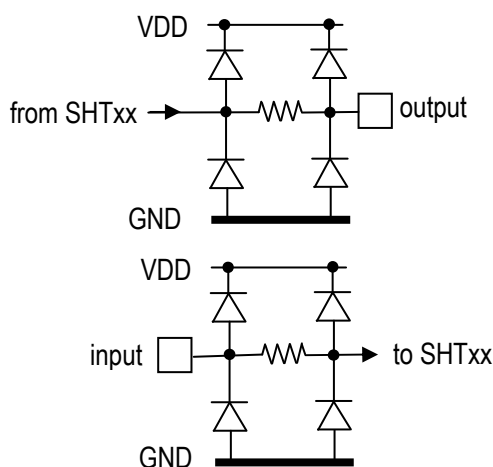 VDD
from SHTxx
output
GND
VDD
input
to SHTxx
GND